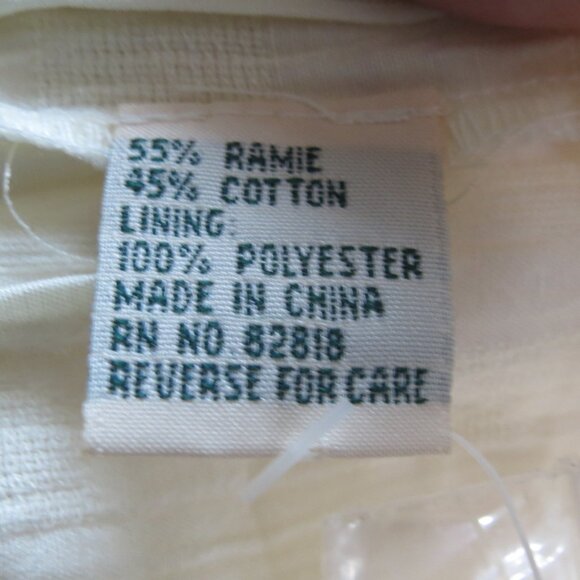 55% RAMIE
45% COTTON
LINING:
100% POLYESTER
MADE IN CHINA
RN NO 82818
REVERSE FOR CARE